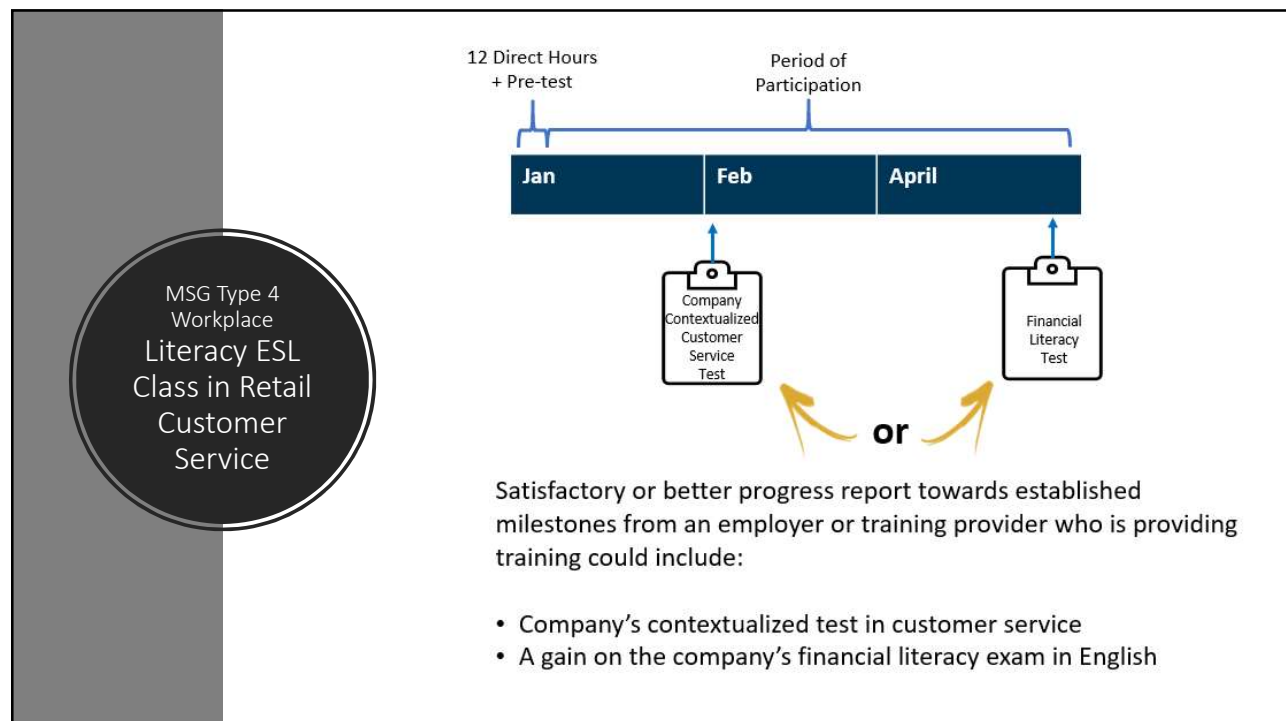 12 Direct Hours
+ Pre-test
Period of
Participation
Jan
Feb
April
MSG Type 4
Workplace
Literacy ESL
Class in Retail
Customer
Service
Company
Contextualized
Customer
Service
Test
Financial
Literacy
Test
or
Satisfactory or better progress report towards established
milestones from an employer or training provider who is providing
training could include:
• Company's contextualized test in customer service
• A gain on the company's financial literacy exam in English